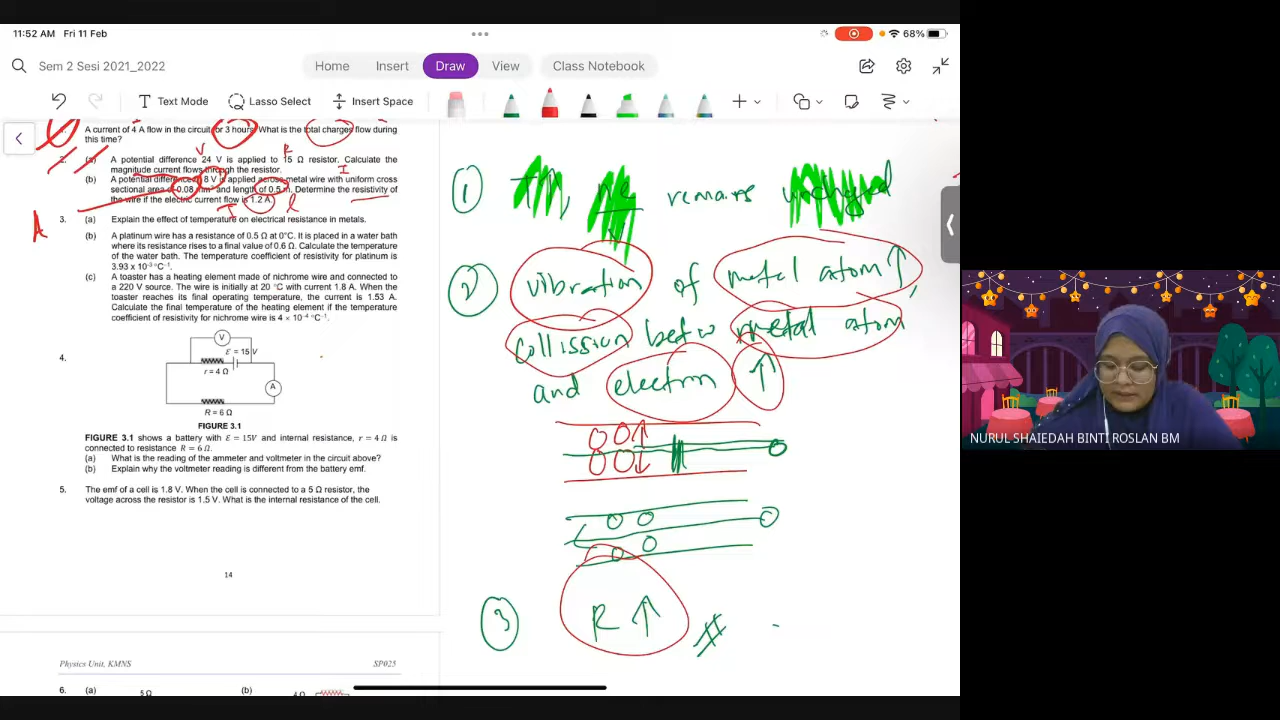 11:52 AM Fri 11 Feb
68%
Sem 2 Sesi 2021_2022
Home Insert Draw View Class Notebook
Text Mode Lasso Select Insert Space
A current of 4 A flow in the circuit for 3 hours. What is the total charges flow during
this time?
2. (a) A potential difference 24 V is applied to 15 Ω resistor. Calculate the
magnitude current flows through the resistor.
(b) A potential difference of 8 V is applied across metal wire with uniform cross
sectional area of 0.08 and length of 0.5 m. Determine the resistivity of
the wire if the electric current flow is 1.2 A.
V R I
T l
A
3. (a) Explain the effect of temperature on electrical resistance in metals.
(b) A platinum wire has a resistance of 0.5 Ω at 0°C. It is placed in a water bath
where its resistance rises to a final value of 0.6 Ω. Calculate the temperature
of the water bath. The temperature coefficient of resistivity for platinum is
3.93 x 10⁻³ °C⁻¹.
(c) A toaster has a heating element made of nichrome wire and connected to
a 220 V source. The wire is initially at 20 °C with current 1.8 A. When the
toaster reaches its final operating temperature, the current is 1.53 A.
Calculate the final temperature of the heating element if the temperature
coefficient of resistivity for nichrome wire is 4 × 10⁻⁴ °C⁻¹.
4.
V
ε = 15 V
r = 4 Ω
A
R = 6 Ω
FIGURE 3.1
FIGURE 3.1 shows a battery with ε = 15V and internal resistance, r = 4 Ω is
connected to resistance R = 6 Ω.
(a) What is the reading of the ammeter and voltmeter in the circuit above?
(b) Explain why the voltmeter reading is different from the battery emf.
5. The emf of a cell is 1.8 V. When the cell is connected to a 5 Ω resistor, the
voltage across the resistor is 1.5 V. What is the internal resistance of the cell.
14
Physics Unit, KMNS SP025
6. (a) 5 Ω (b) 4 Ω
① T↑, ne remains unchanged
② vibration of metal atom ↑,
collission betw metal atom
and electron ↑
③ R ↑ #
NURUL SHAIEDAH BINTI ROSLAN BM